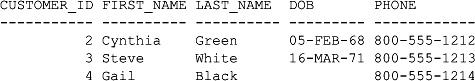 CUSTOMER_ID FIRST_NAME LAST_NAME DOB PHONE
----------- ---------- ---------- --------- ------------
2 Cynthia Green 05-FEB-68 800-555-1212
3 Steve White 16-MAR-71 800-555-1213
4 Gail Black 800-555-1214